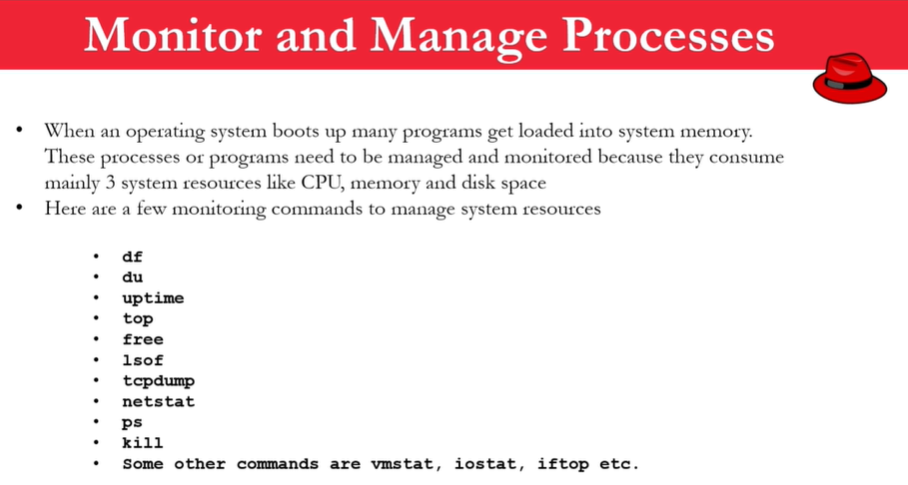 Monitor and Manage Processes
• When an operating system boots up many programs get loaded into system memory.
These processes or programs need to be managed and monitored because they consume
mainly 3 system resources like CPU, memory and disk space
• Here are a few monitoring commands to manage system resources
• df
• du
• uptime
• top
• free
• lsof
• tcpdump
• netstat
• ps
• kill
• Some other commands are vmstat, iostat, iftop etc.